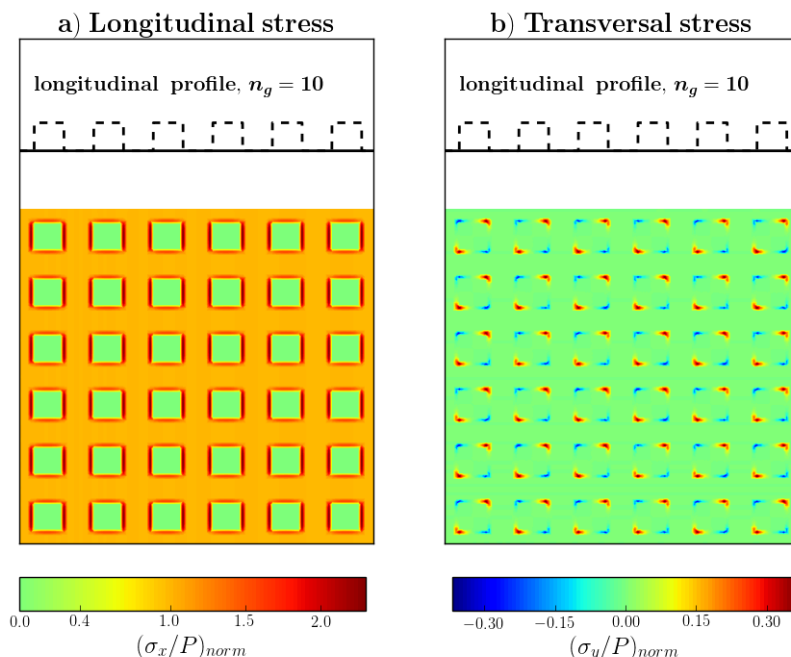 a) Longitudinal stress
longitudinal profile, n_g = 10
0.0 0.4 1.0 1.5 2.0
(σ_x/P)_norm
b) Transversal stress
longitudinal profile, n_g = 10
−0.30 −0.15 0.00 0.15 0.30
(σ_y/P)_norm